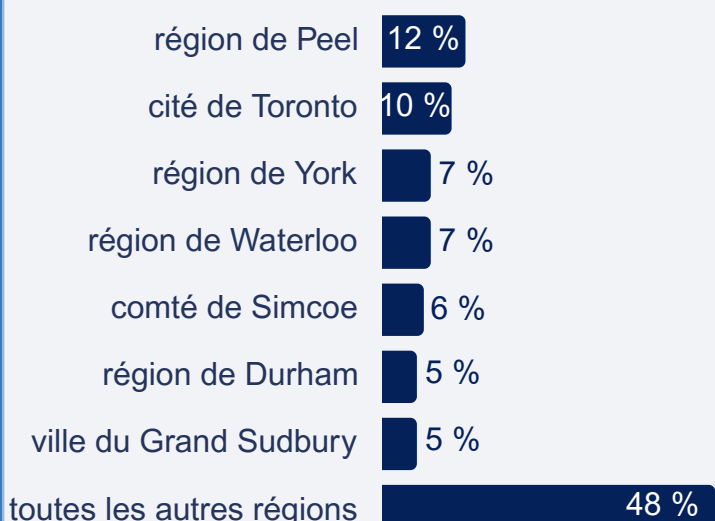 région de Peel 12 %
cité de Toronto 10 %
région de York 7 %
région de Waterloo 7 %
comté de Simcoe 6 %
région de Durham 5 %
ville du Grand Sudbury 5 %
toutes les autres régions 48 %